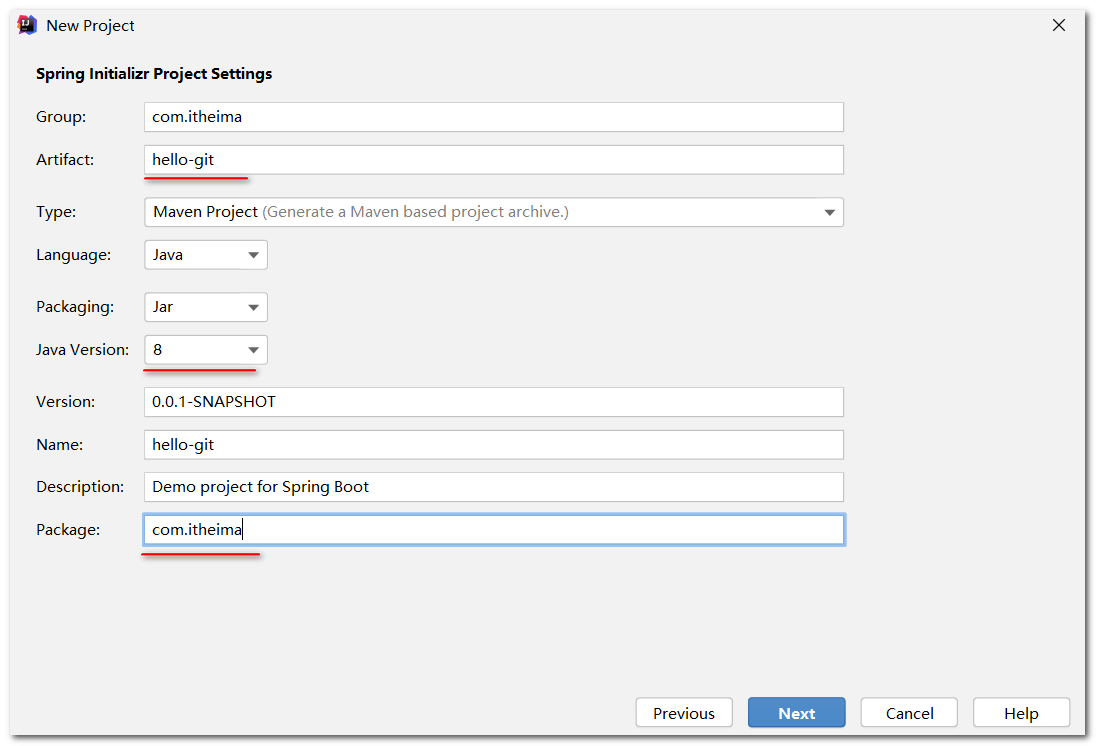 New Project
Spring Initializr Project Settings
Group: com.itheima
Artifact: hello-git
Type: Maven Project (Generate a Maven based project archive.)
Language: Java
Packaging: Jar
Java Version: 8
Version: 0.0.1-SNAPSHOT
Name: hello-git
Description: Demo project for Spring Boot
Package: com.itheima
Previous Next Cancel Help